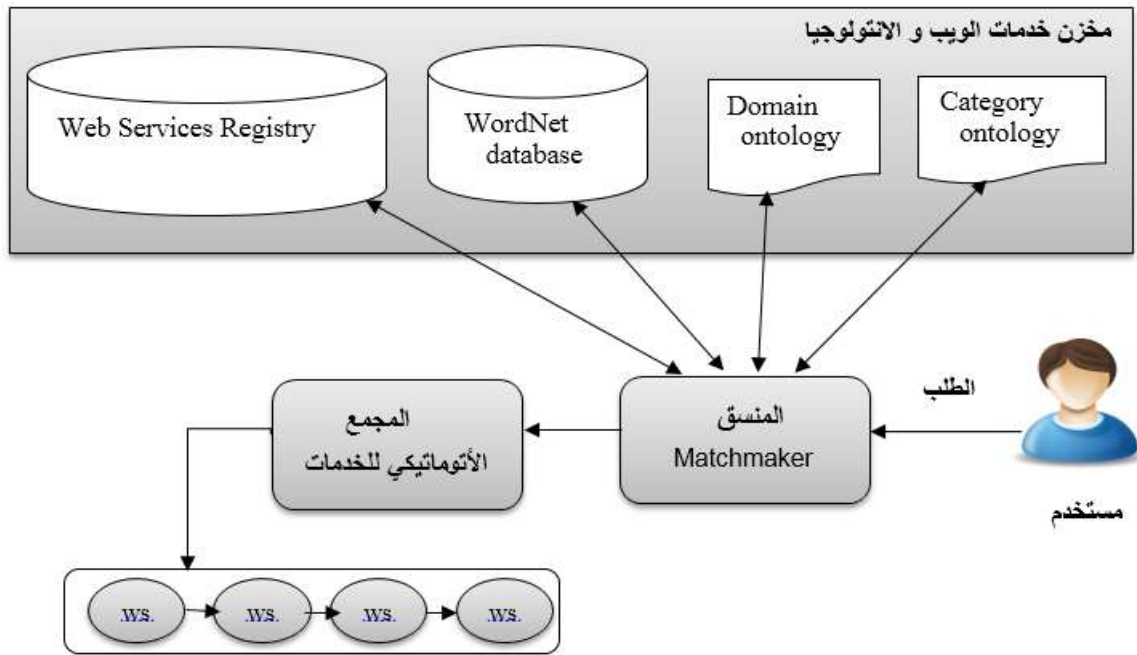 مخزن خدمات الويب و الانتولوجيا
Web Services Registry
WordNet
database
Domain
ontology
Category
ontology
الطلب
المنسق
Matchmaker
المجمع
الأتوماتيكي للخدمات
مستخدم
ws.
ws.
ws.
ws.